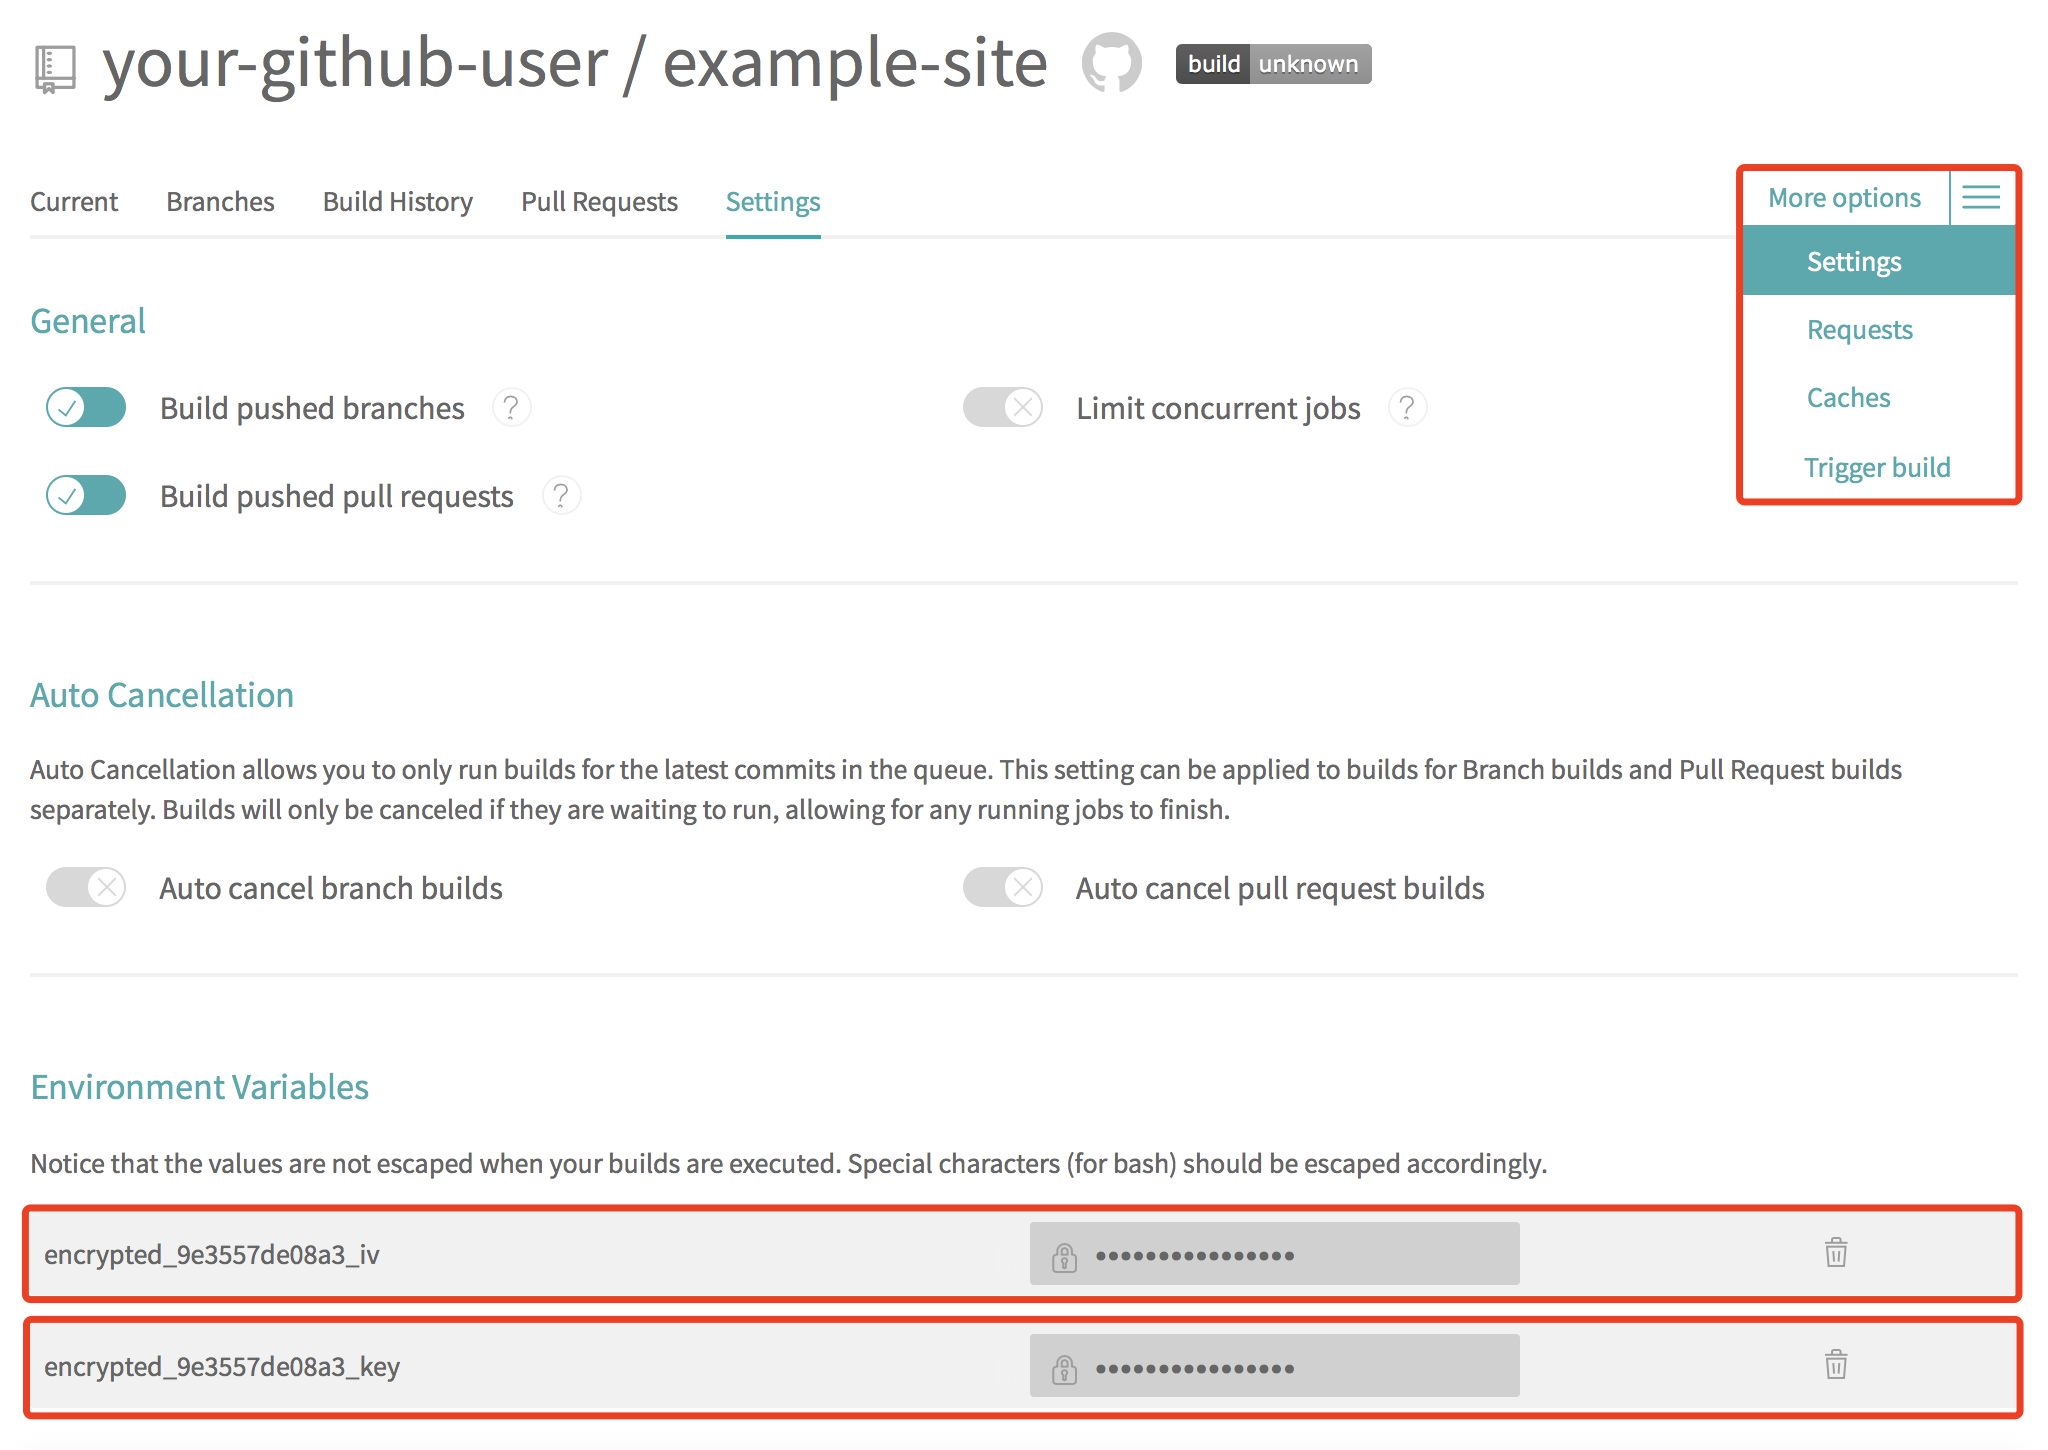 your-github-user / example-site
build unknown
Current Branches Build History Pull Requests Settings
More options
Settings
Requests
Caches
Trigger build
General
Build pushed branches ?
Limit concurrent jobs ?
Build pushed pull requests ?
Auto Cancellation
Auto Cancellation allows you to only run builds for the latest commits in the queue. This setting can be applied to builds for Branch builds and Pull Request builds
separately. Builds will only be canceled if they are waiting to run, allowing for any running jobs to finish.
Auto cancel branch builds
Auto cancel pull request builds
Environment Variables
Notice that the values are not escaped when your builds are executed. Special characters (for bash) should be escaped accordingly.
encrypted_9e3557de08a3_iv ••••••••••••••••
encrypted_9e3557de08a3_key ••••••••••••••••